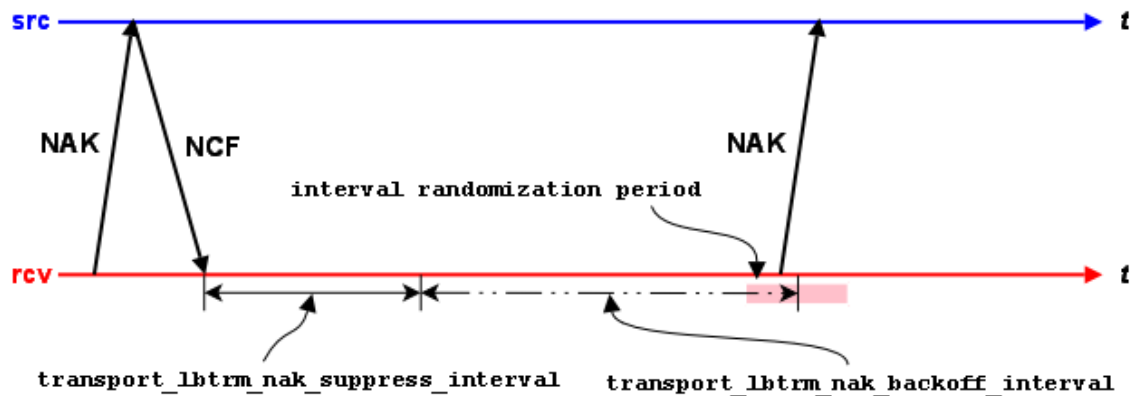 src t
NAK NCF NAK
interval randomization period
rcv t
transport_lbtrm_nak_suppress_interval transport_lbtrm_nak_backoff_interval